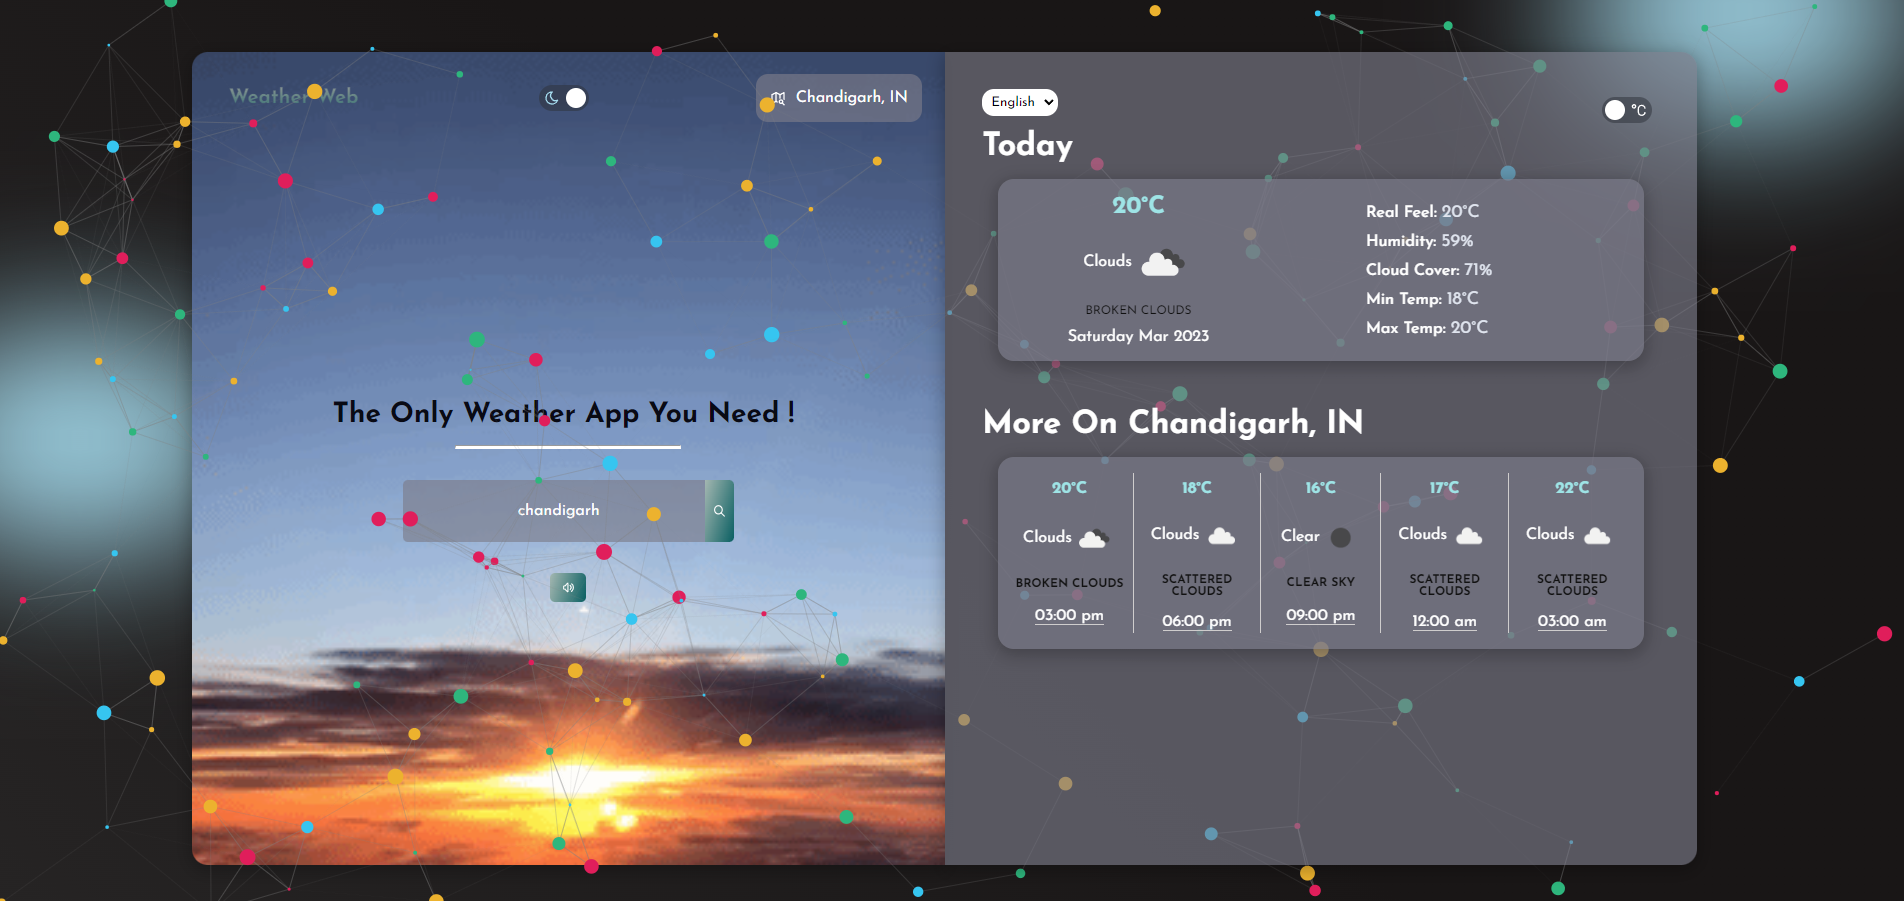 Weather Web
Chandigarh, IN
The Only Weather App You Need !
chandigarh
English
°C
Today
20°C
Clouds
BROKEN CLOUDS
Saturday Mar 2023
Real Feel: 20°C
Humidity: 59%
Cloud Cover: 71%
Min Temp: 18°C
Max Temp: 20°C
More On Chandigarh, IN
20°C
Clouds
BROKEN CLOUDS
03:00 pm
18°C
Clouds
SCATTERED
CLOUDS
06:00 pm
16°C
Clear
CLEAR SKY
09:00 pm
17°C
Clouds
SCATTERED
CLOUDS
12:00 am
22°C
Clouds
SCATTERED
CLOUDS
03:00 am